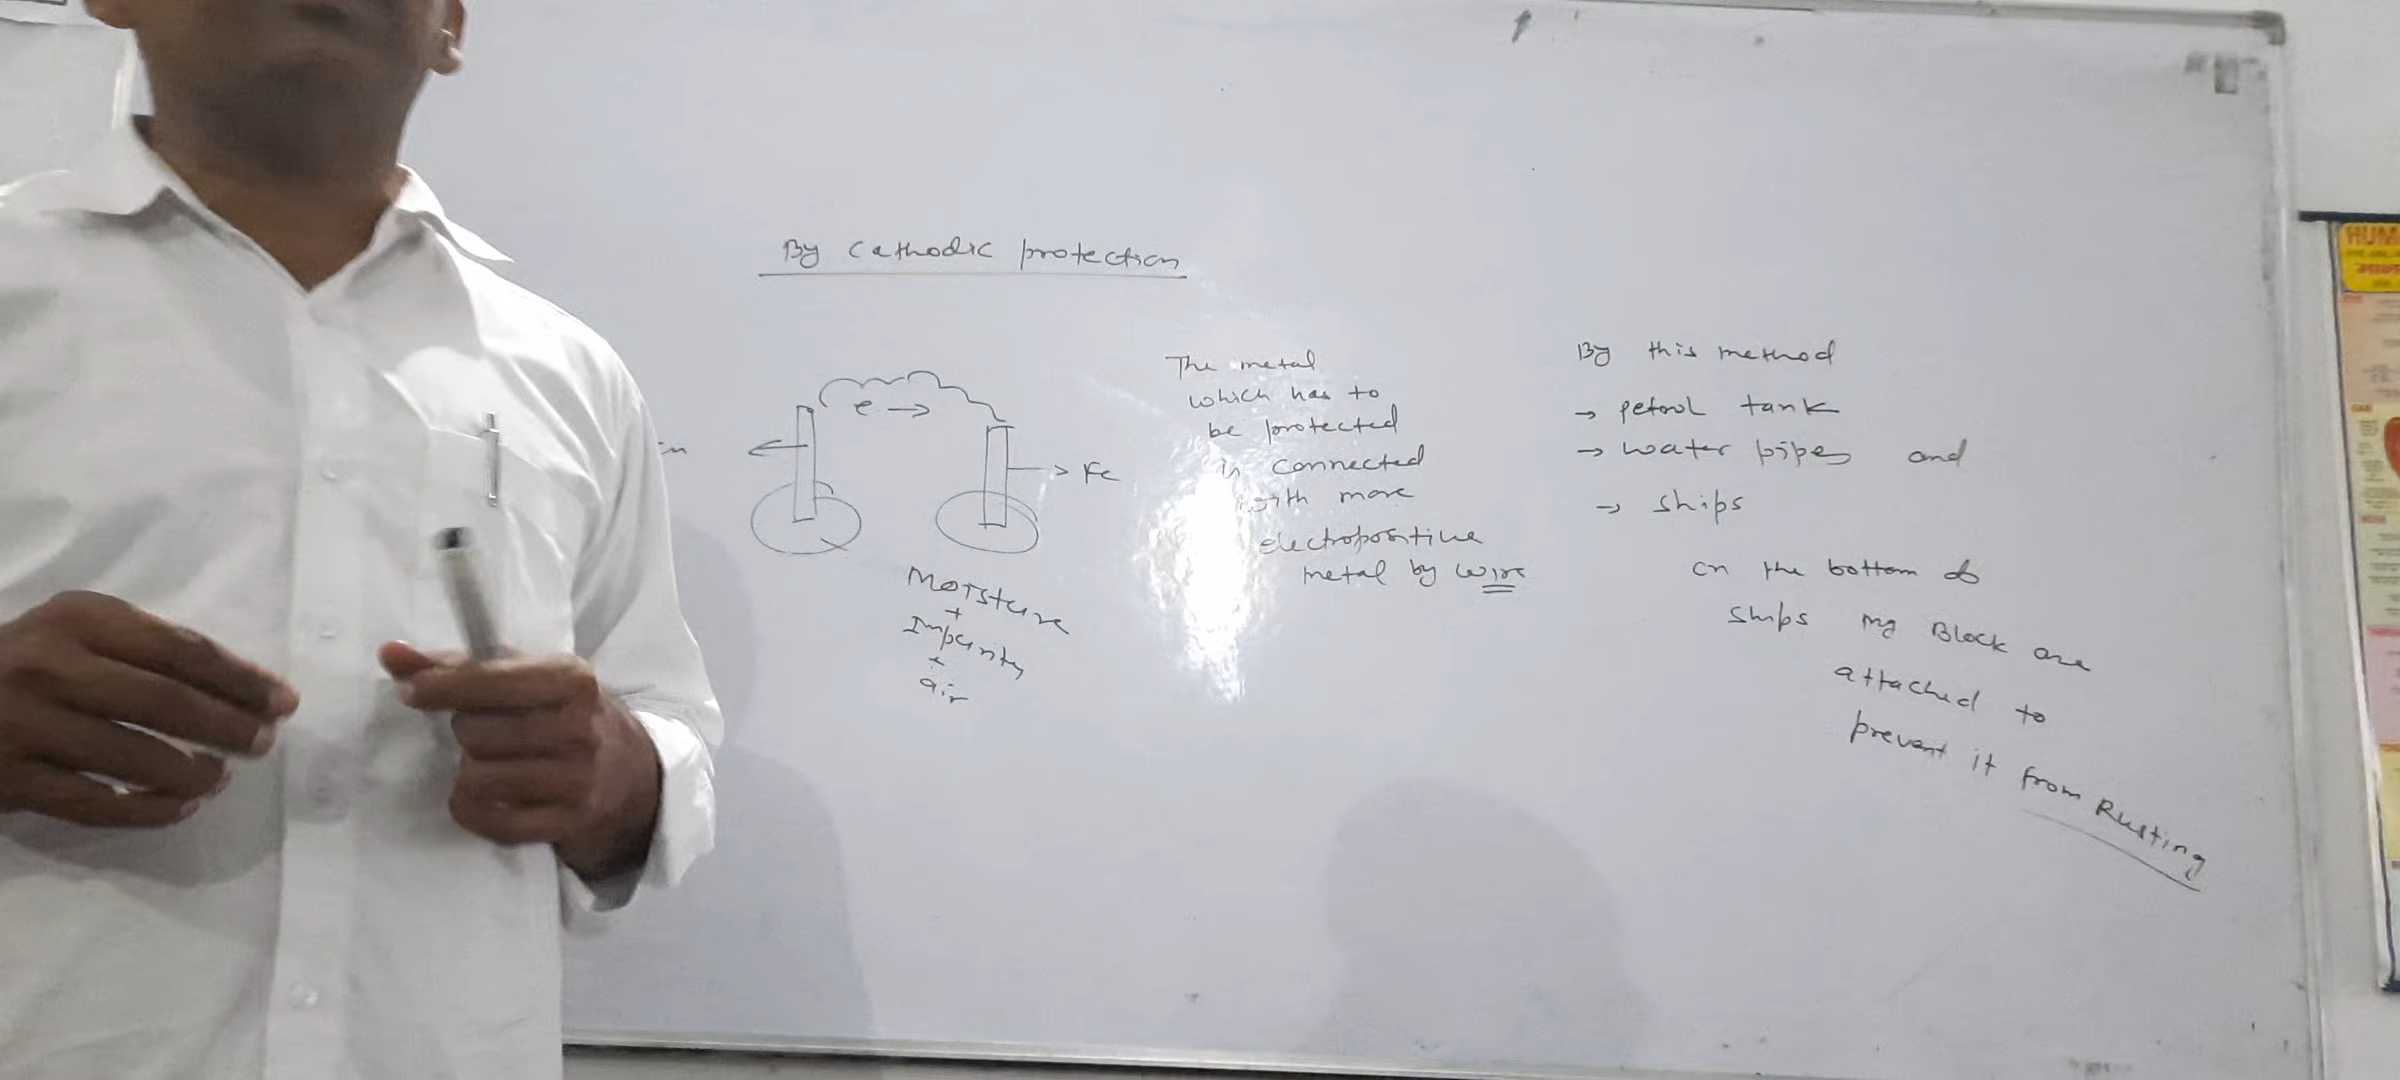 By Cathodic protection
e →
→ Fe
Moisture
+
Impurity
+
air
The metal
which has to
be protected
is connected
with more
electropositive
metal by wire
By this method
→ petrol tank
→ water pipes and
→ ships
on the bottom of
ships Mg Block are
attached to
prevent it from Rusting
HUM